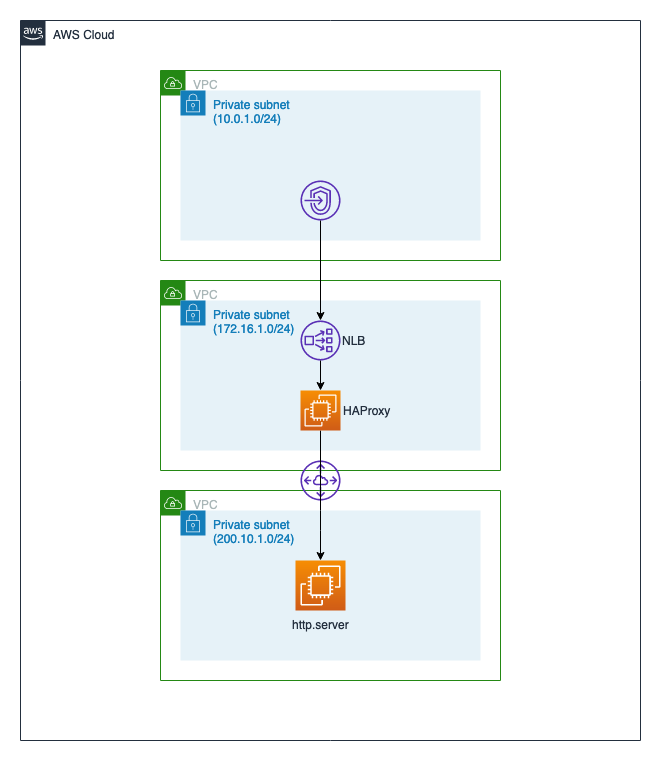 aws
AWS Cloud
VPC
Private subnet
(10.0.1.0/24)
VPC
Private subnet
(172.16.1.0/24)
NLB
HAProxy
VPC
Private subnet
(200.10.1.0/24)
http.server